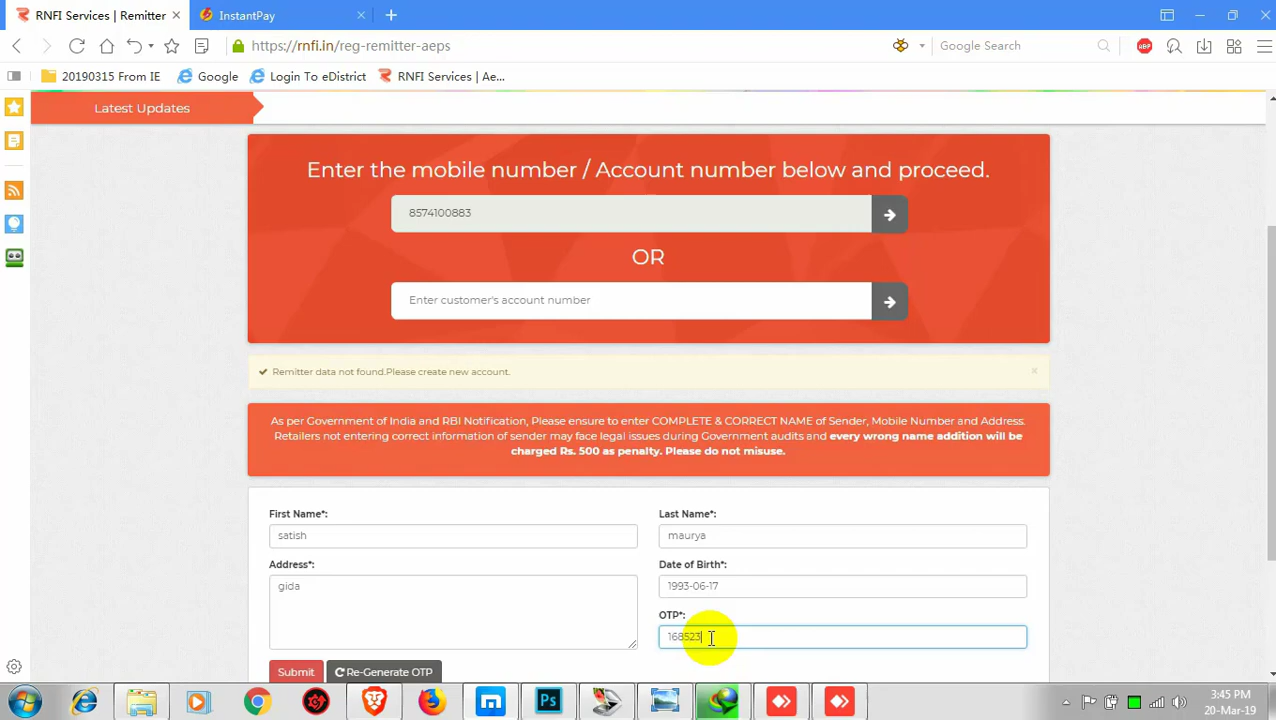 RNFI Services | Remitter
InstantPay
https://rnfi.in/reg-remitter-aeps
Google Search
ABP
20190315 From IE
Google
Login To eDistrict
RNFI Services | Ae...
Latest Updates
Enter the mobile number / Account number below and proceed.
8574100883
OR
Enter customer's account number
Remitter data not found.Please create new account.
As per Government of India and RBI Notification, Please ensure to enter COMPLETE & CORRECT NAME of Sender, Mobile Number and Address.
Retailers not entering correct information of sender may face legal issues during Government audits and every wrong name addition will be
charged Rs. 500 as penalty. Please do not misuse.
First Name*:
Last Name*:
satish
maurya
Address*:
Date of Birth*:
gida
1993-06-17
OTP*:
168523
Submit
Re-Generate OTP
Ps
3:45 PM
20-Mar-19